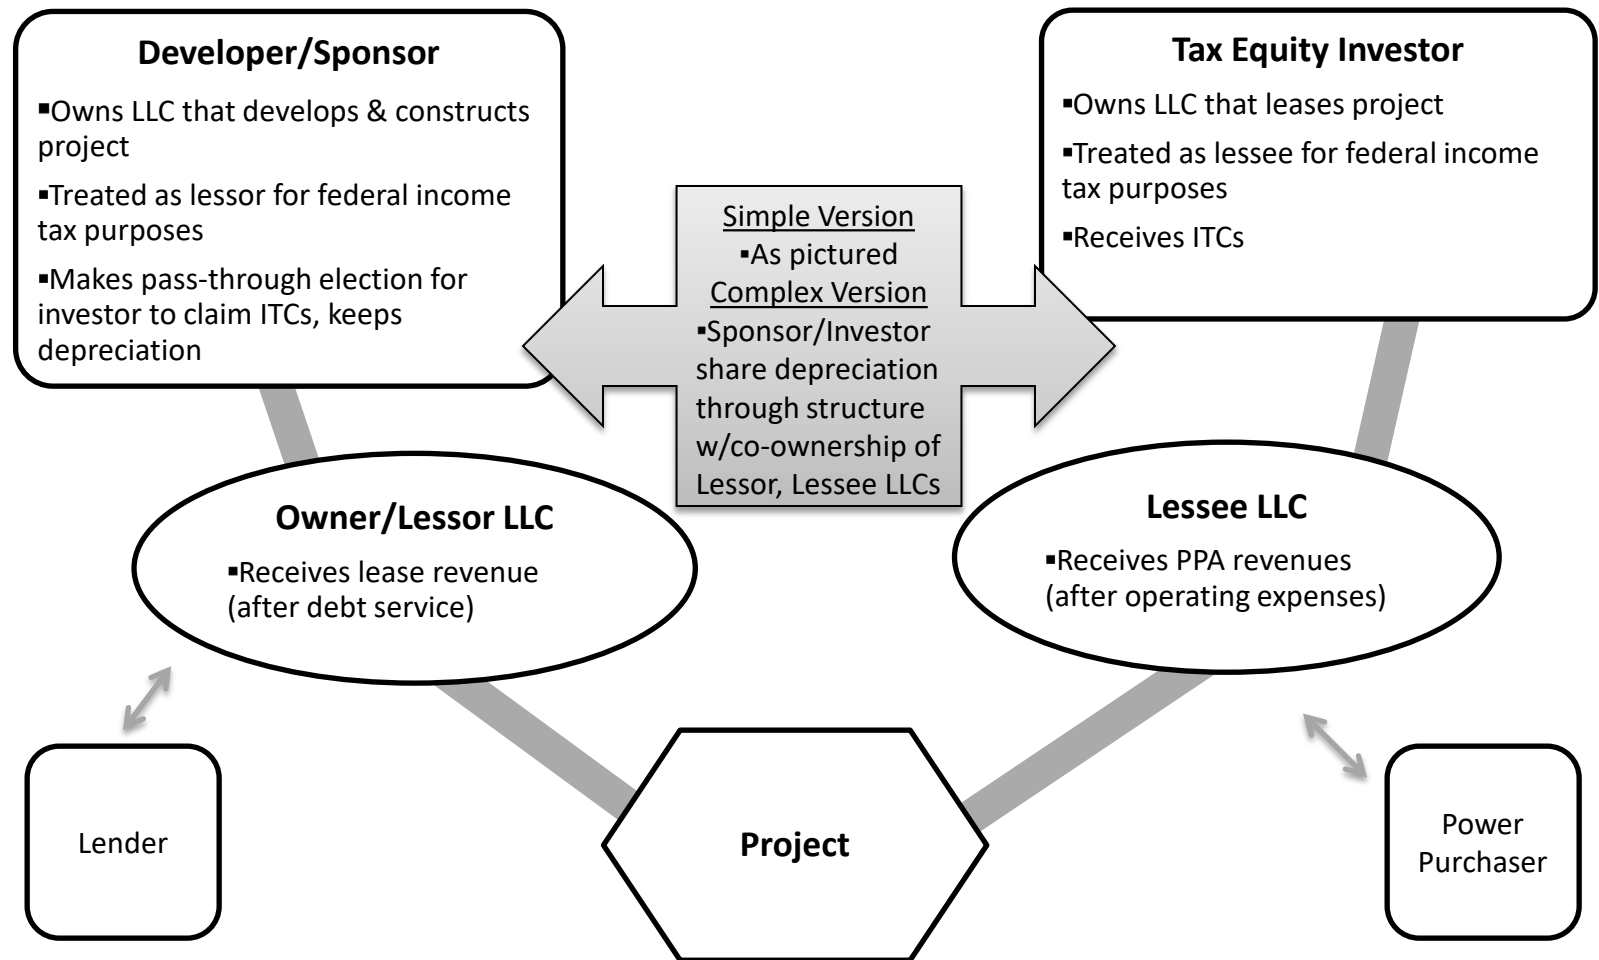 Developer/Sponsor
▪Owns LLC that develops & constructs
project
▪Treated as lessor for federal income
tax purposes
▪Makes pass-through election for
investor to claim ITCs, keeps
depreciation
Tax Equity Investor
▪Owns LLC that leases project
▪Treated as lessee for federal income
tax purposes
▪Receives ITCs
Simple Version
▪As pictured
Complex Version
▪Sponsor/Investor
share depreciation
through structure
w/co-ownership of
Lessor, Lessee LLCs
Owner/Lessor LLC
▪Receives lease revenue
(after debt service)
Lessee LLC
▪Receives PPA revenues
(after operating expenses)
Lender
Project
Power
Purchaser